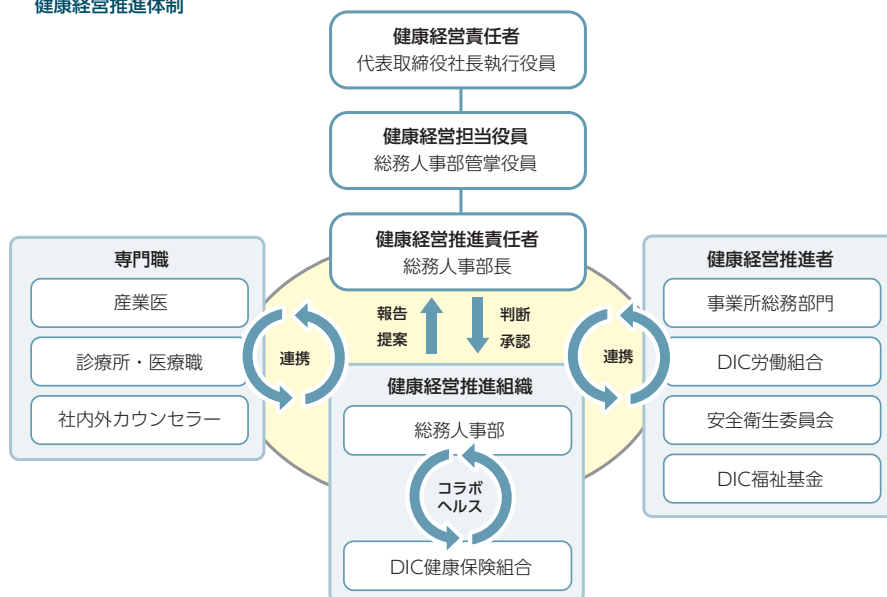 健康経営推進体制
健康経営責任者
代表取締役社長執行役員
健康経営担当役員
総務人事部管掌役員
健康経営推進責任者
総務人事部長
専門職
産業医
診療所・医療職
社内外カウンセラー
連携
報告
提案
判断
承認
連携
健康経営推進者
事業所総務部門
DIC労働組合
安全衛生委員会
DIC福祉基金
健康経営推進組織
総務人事部
コラボ
ヘルス
DIC健康保険組合